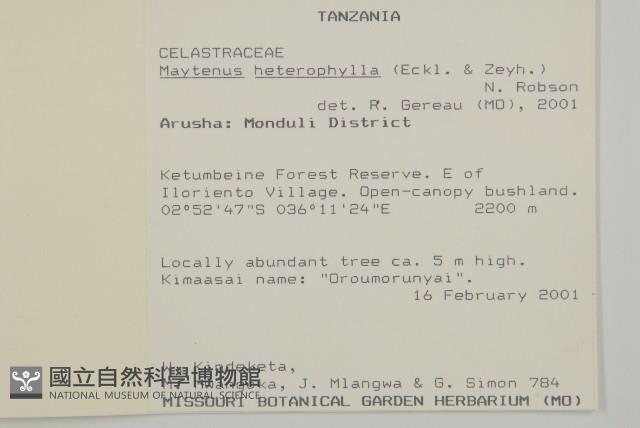 TANZANIA
CELASTRACEAE
Maytenus heterophylla (Eckl. & Zeyh.)
N. Robson
det. R. Gereau (MO), 2001
Arusha: Monduli District
Ketumbeine Forest Reserve. E of
Iloriento Village. Open-canopy bushland.
02°52'47"S 036°11'24"E 2200 m
Locally abundant tree ca. 5 m high.
Kimaasai name: "Oroumorunyai".
16 February 2001
Kindeketa,
J. Mlangwa & G. Simon 784
MISSOURI BOTANICAL GARDEN HERBARIUM (MO)
國立自然科學博物館
NATIONAL MUSEUM OF NATURAL SCIENCE